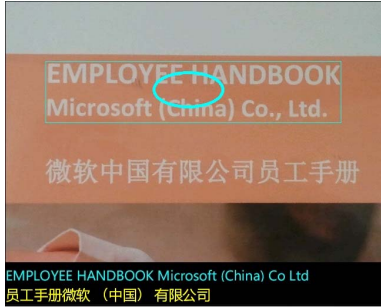 EMPLOYEE HANDBOOK
Microsoft (China) Co., Ltd.
微软中国有限公司员工手册
EMPLOYEE HANDBOOK Microsoft (China) Co Ltd
员工手册微软 （中国） 有限公司